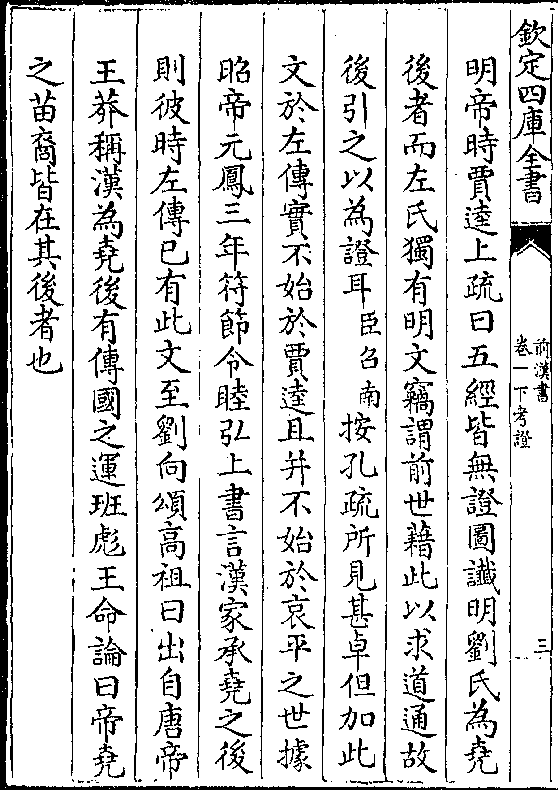 欽定四庫全書
前漢書
卷一下考證
三
明帝時賈逵上疏曰五經皆無證圖讖明劉氏為堯
後者而左氏獨有明文竊謂前世藉此以求道通故
後引之以為證耳臣召南按孔疏所見甚卓但加此
文於左傳實不始於賈逵且并不始於哀平之世據
昭帝元鳳三年符節令睦弘上書言漢家承堯之後
則彼時左傳已有此文至劉向頌高祖曰出自唐帝
王莽稱漢為堯後有傳國之運班彪王命論曰帝堯
之苗裔皆在其後者也